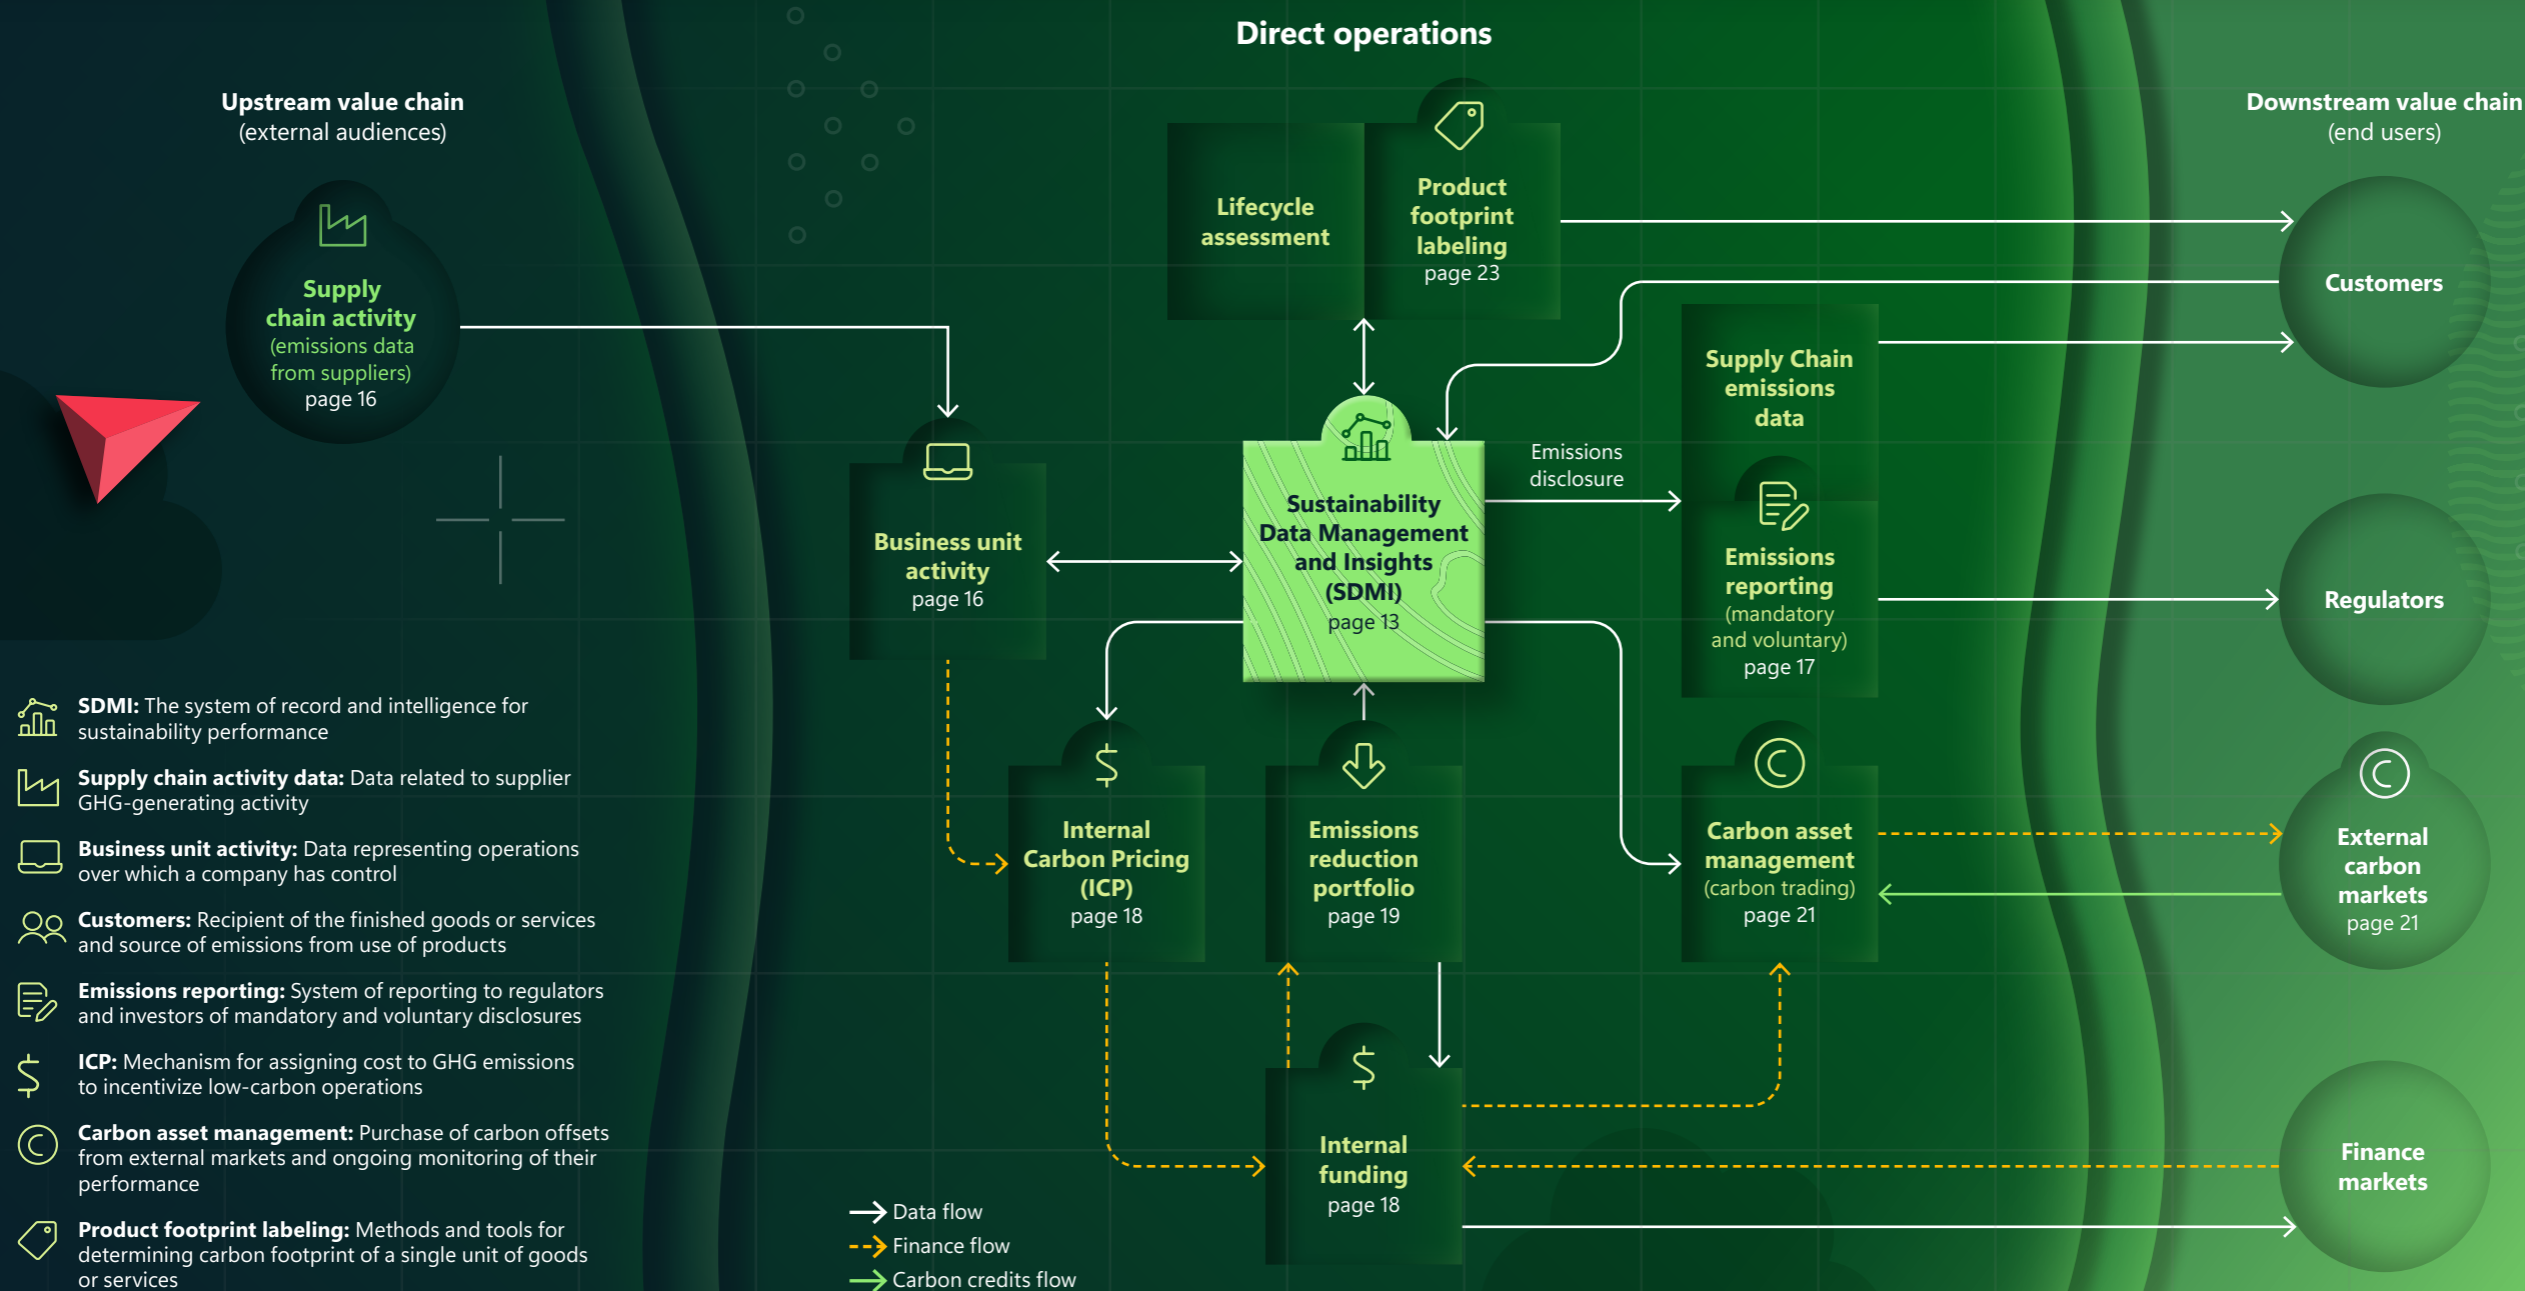 Direct operations
Upstream value chain
(external audiences)
Downstream value chain
(end users)
Supply
chain activity
(emissions data
from suppliers)
page 16
Lifecycle
assessment
Product
footprint
labeling
page 23
Customers
Supply Chain
emissions
data
Business unit
activity
page 16
Sustainability
Data Management
and Insights
(SDMI)
page 13
Emissions
disclosure
Emissions
reporting
(mandatory
and voluntary)
page 17
Regulators
Internal
Carbon Pricing
(ICP)
page 18
Emissions
reduction
portfolio
page 19
Carbon asset
management
(carbon trading)
page 21
External
carbon
markets
page 21
Internal
funding
page 18
Finance
markets
SDMI: The system of record and intelligence for
sustainability performance
Supply chain activity data: Data related to supplier
GHG-generating activity
Business unit activity: Data representing operations
over which a company has control
Customers: Recipient of the finished goods or services
and source of emissions from use of products
Emissions reporting: System of reporting to regulators
and investors of mandatory and voluntary disclosures
ICP: Mechanism for assigning cost to GHG emissions
to incentivize low-carbon operations
Carbon asset management: Purchase of carbon offsets
from external markets and ongoing monitoring of their
performance
Product footprint labeling: Methods and tools for
determining carbon footprint of a single unit of goods
or services
Data flow
Finance flow
Carbon credits flow